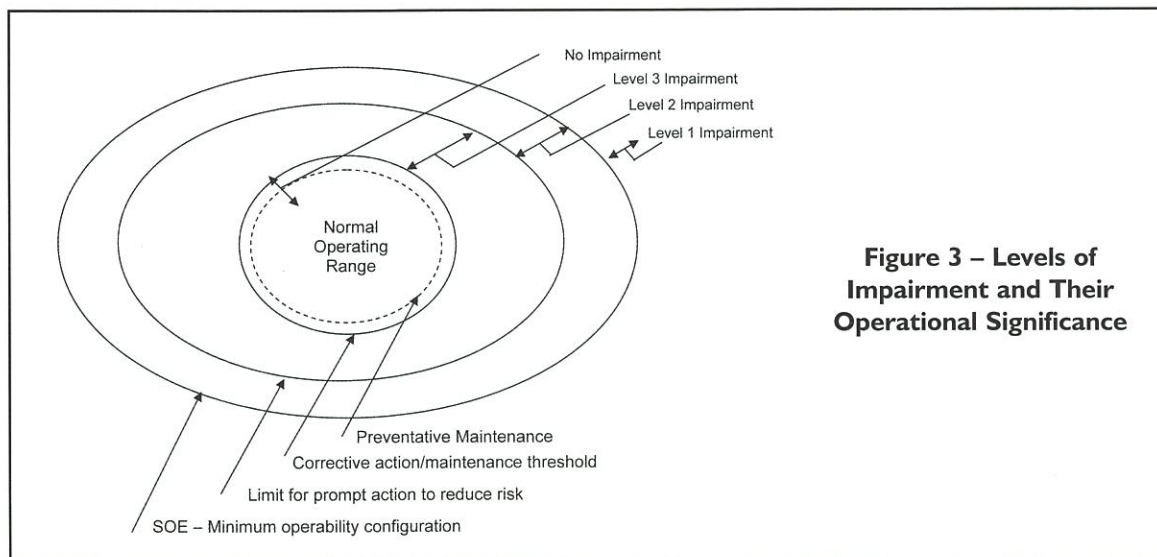 No Impairment
Level 3 Impairment
Level 2 Impairment
Level 1 Impairment
Normal
Operating
Range
Preventative Maintenance
Corrective action/maintenance threshold
Limit for prompt action to reduce risk
SOE – Minimum operability configuration
Figure 3 – Levels of
Impairment and Their
Operational Significance